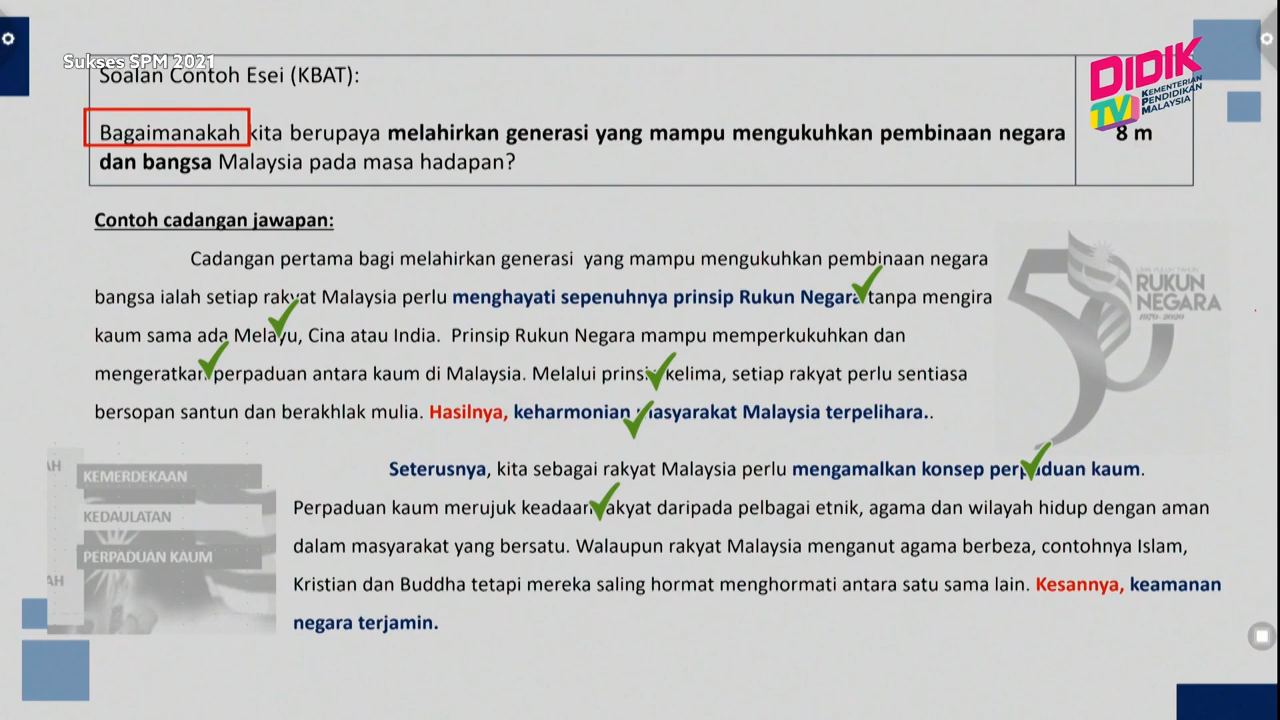 Sukses SPM 2021
Soalan Contoh Esei (KBAT):
Bagaimanakah kita berupaya melahirkan generasi yang mampu mengukuhkan pembinaan negara
dan bangsa Malaysia pada masa hadapan?
8 m
DIDIK
TV
KEMENTERIAN
PENDIDIKAN
MALAYSIA
Contoh cadangan jawapan:
Cadangan pertama bagi melahirkan generasi yang mampu mengukuhkan pembinaan negara
bangsa ialah setiap rakyat Malaysia perlu menghayati sepenuhnya prinsip Rukun Negara tanpa mengira
kaum sama ada Melayu, Cina atau India. Prinsip Rukun Negara mampu memperkukuhkan dan
mengeratkan perpaduan antara kaum di Malaysia. Melalui prinsip kelima, setiap rakyat perlu sentiasa
bersopan santun dan berakhlak mulia. Hasilnya, keharmonian masyarakat Malaysia terpelihara..
RUKUN
NEGARA
1970-2020
Seterusnya, kita sebagai rakyat Malaysia perlu mengamalkan konsep perpaduan kaum.
Perpaduan kaum merujuk keadaan rakyat daripada pelbagai etnik, agama dan wilayah hidup dengan aman
dalam masyarakat yang bersatu. Walaupun rakyat Malaysia menganut agama berbeza, contohnya Islam,
Kristian dan Buddha tetapi mereka saling hormat menghormati antara satu sama lain. Kesannya, keamanan
negara terjamin.
AH
KEMERDEKAAN
KEDAULATAN
PERPADUAN KAUM
AH